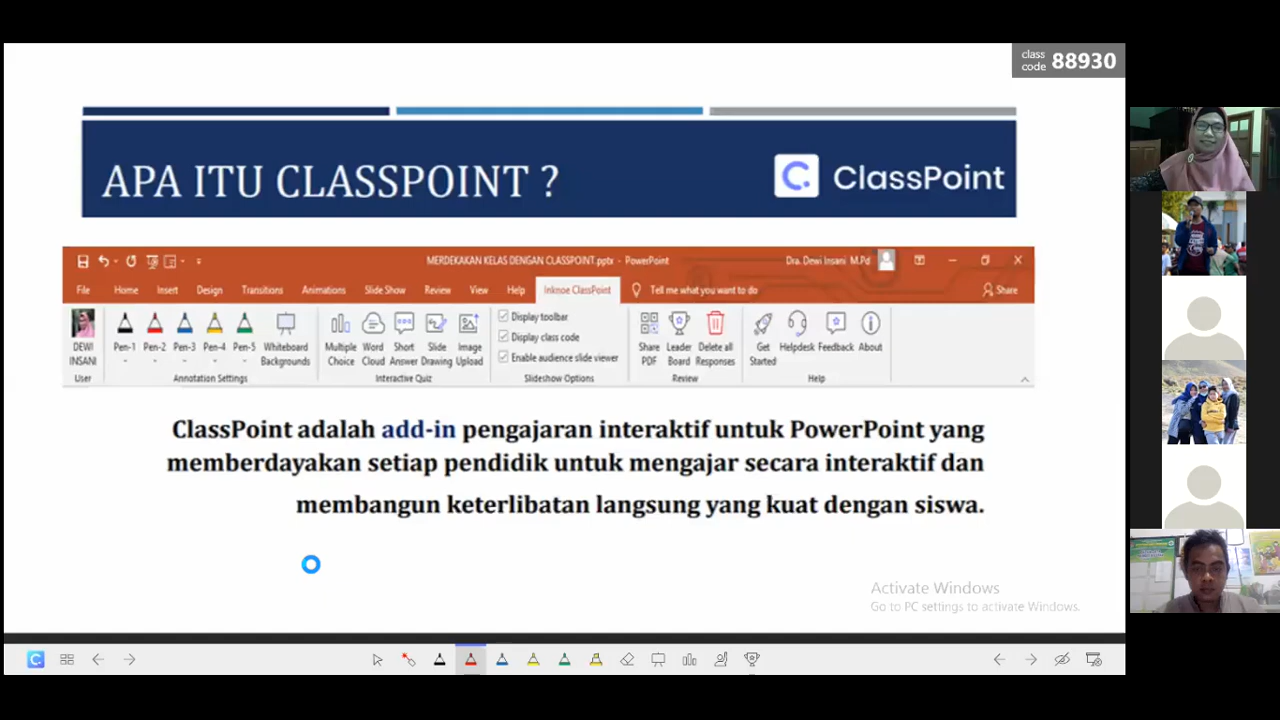 class
code 88930
APA ITU CLASSPOINT ?
C. ClassPoint
MERDEKAKAN KELAS DENGAN CLASSPOINT.pptx - PowerPoint
Dra. Dewi Insani M.Pd
File Home Insert Design Transitions Animations Slide Show Review View Help Inknoe ClassPoint Tell me what you want to do Share
DEWI
INSANI
User
Pen-1 Pen-2 Pen-3 Pen-4 Pen-5 Whiteboard
Backgrounds
Annotation Settings
Multiple Word Short Slide Image
Choice Cloud Answer Drawing Upload
Interactive Quiz
Display toolbar
Display class code
Enable audience slide viewer
Slideshow Options
Share Leader Delete all
PDF Board Responses
Review
Get Helpdesk Feedback About
Started
Help
ClassPoint adalah add-in pengajaran interaktif untuk PowerPoint yang
memberdayakan setiap pendidik untuk mengajar secara interaktif dan
membangun keterlibatan langsung yang kuat dengan siswa.
Activate Windows
Go to PC settings to activate Windows.